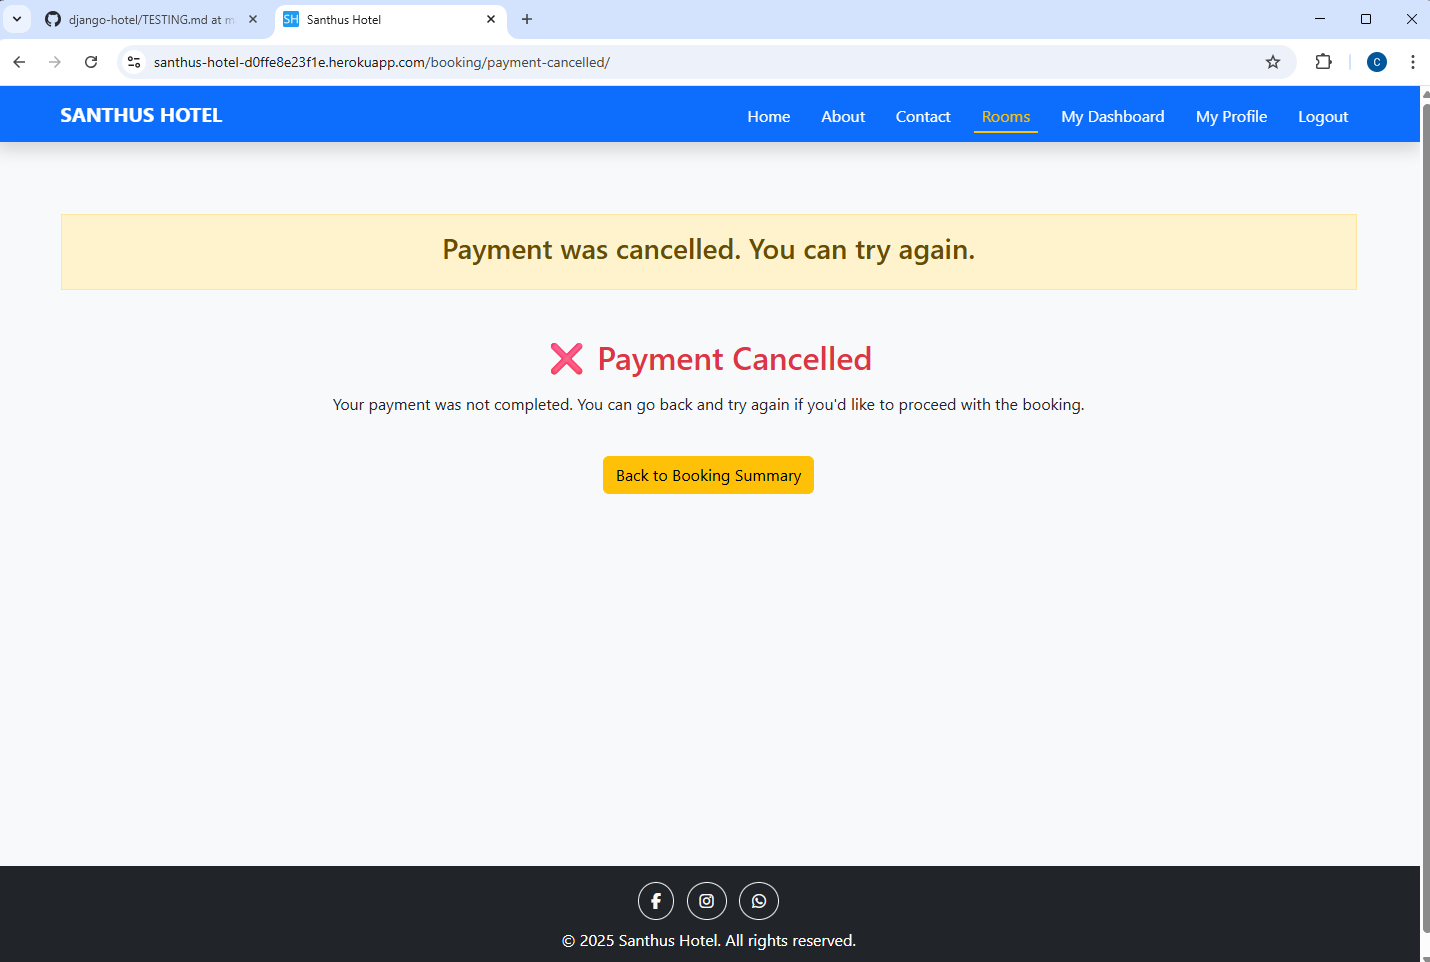 django-hotel/TESTING.md at m
Santhus Hotel
santhus-hotel-d0ffe8e23f1e.herokuapp.com/booking/payment-cancelled/
C
SANTHUS HOTEL
Home About Contact Rooms My Dashboard My Profile Logout
Payment was cancelled. You can try again.
❌ Payment Cancelled
Your payment was not completed. You can go back and try again if you'd like to proceed with the booking.
Back to Booking Summary
© 2025 Santhus Hotel. All rights reserved.